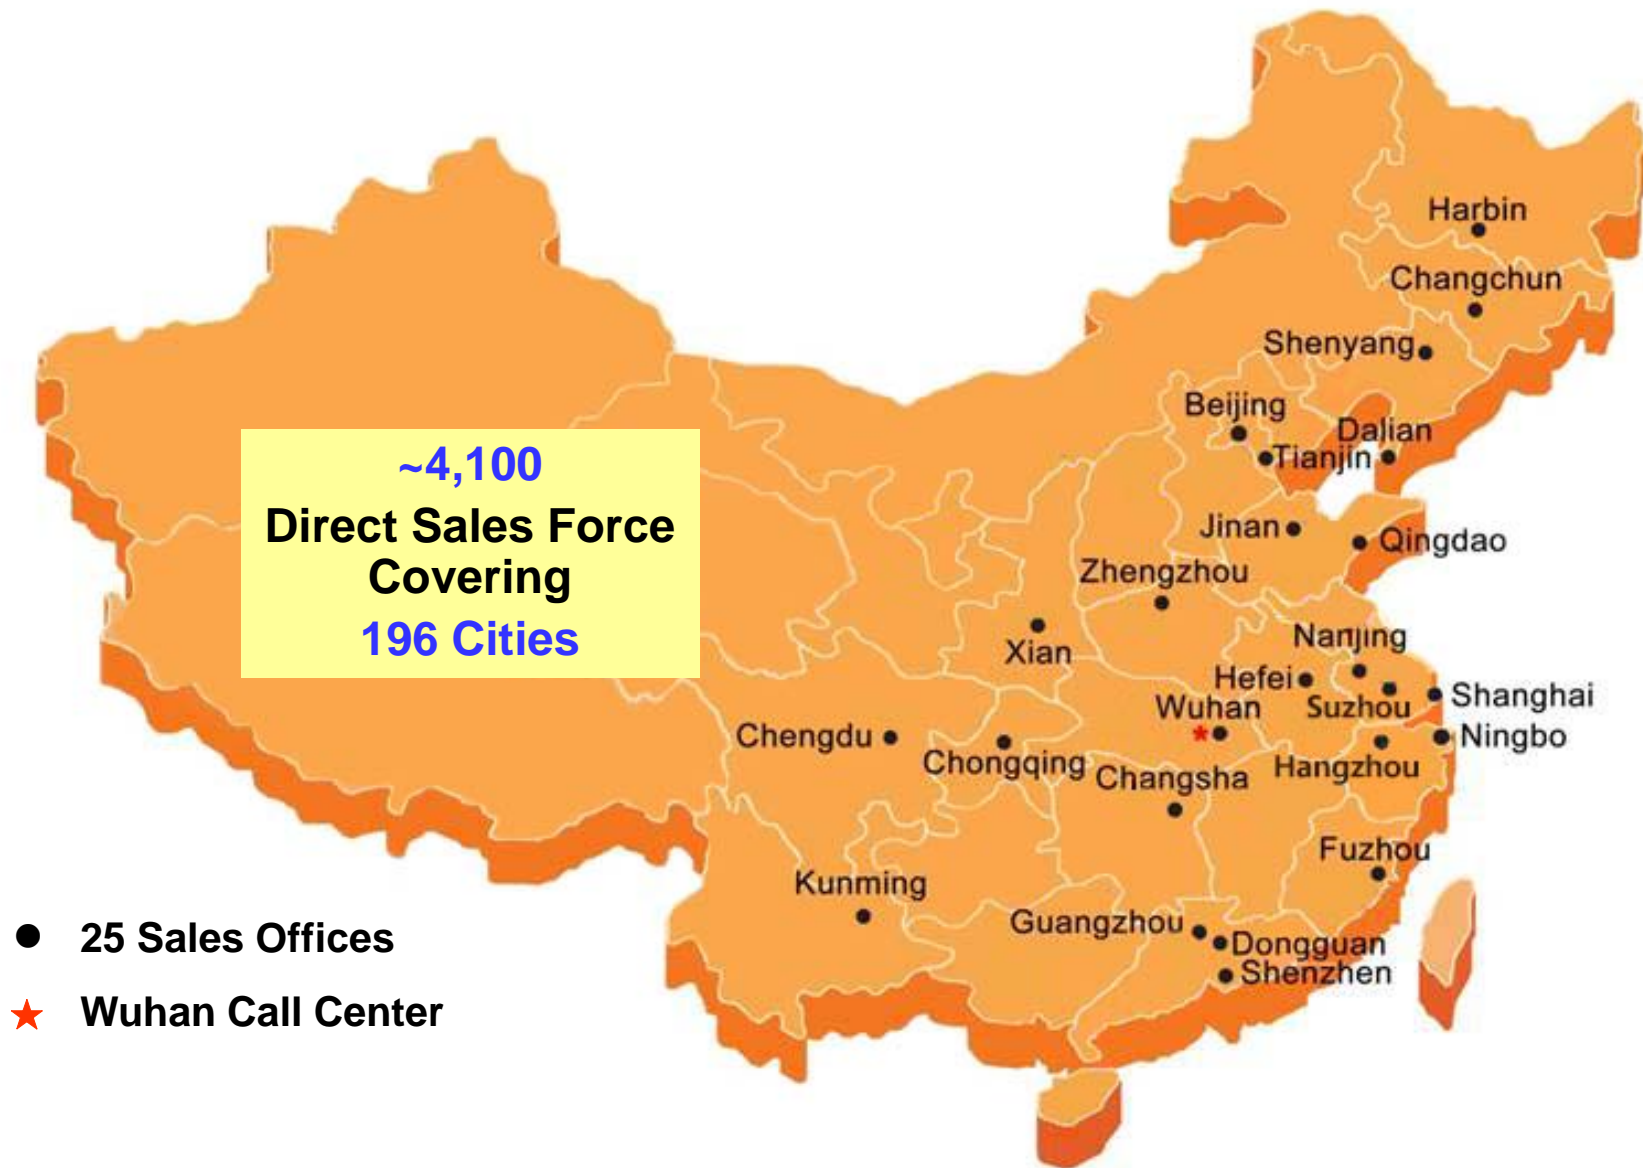 Harbin
Changchun
Shenyang
Beijing
Dalian
Tianjin
~4,100
Direct Sales Force
Covering
196 Cities
Jinan
Qingdao
Zhengzhou
Xian
Nanjing
Hefei
Suzhou
Shanghai
Wuhan
*
Ningbo
Chengdu
Chongqing
Hangzhou
Changsha
Fuzhou
Kunming
Guangzhou
Dongguan
Shenzhen
25 Sales Offices
Wuhan Call Center